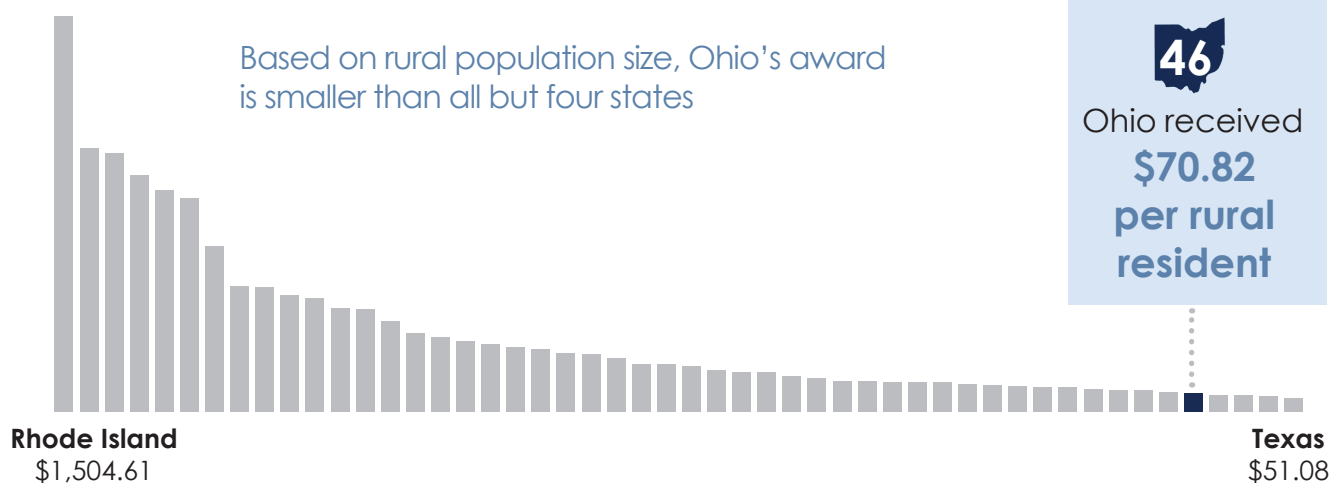 Based on rural population size, Ohio’s award
is smaller than all but four states
46
Ohio received
$70.82
per rural
resident
Rhode Island
$1,504.61
Texas
$51.08